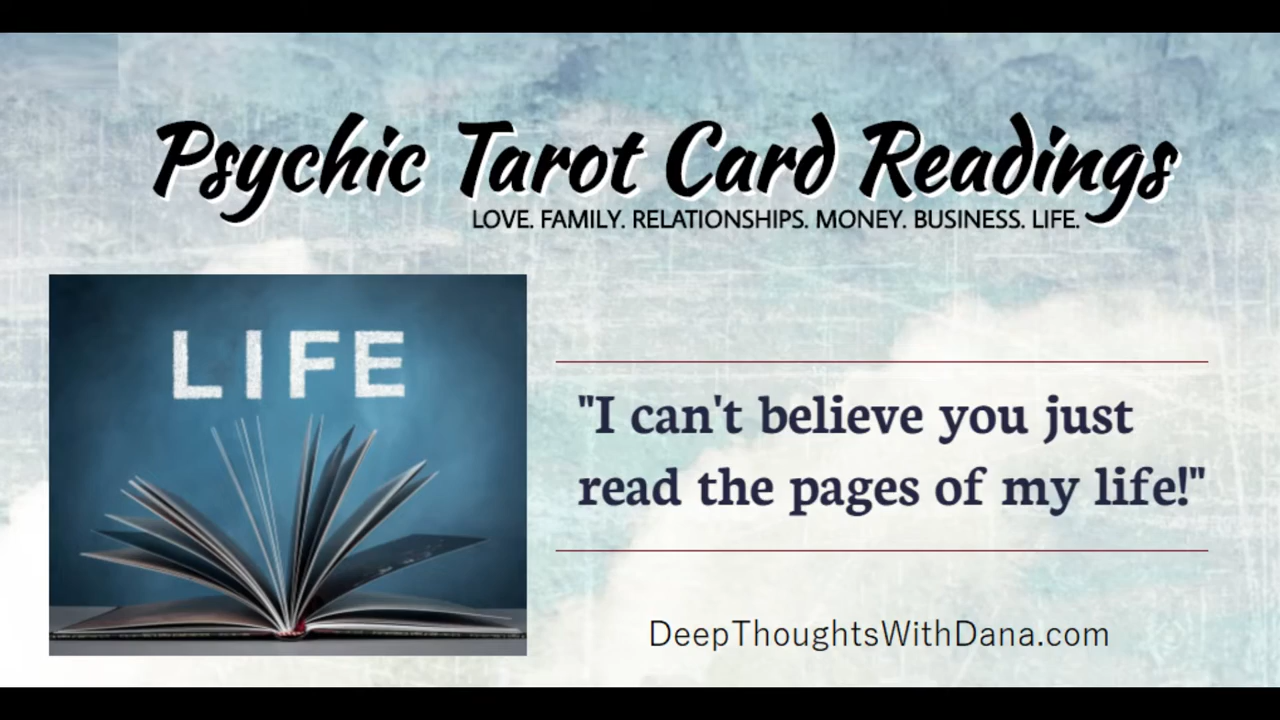 Psychic Tarot Card Readings
LOVE. FAMILY. RELATIONSHIPS. MONEY. BUSINESS. LIFE.
LIFE
"I can't believe you just
read the pages of my life!"
DeepThoughtsWithDana.com